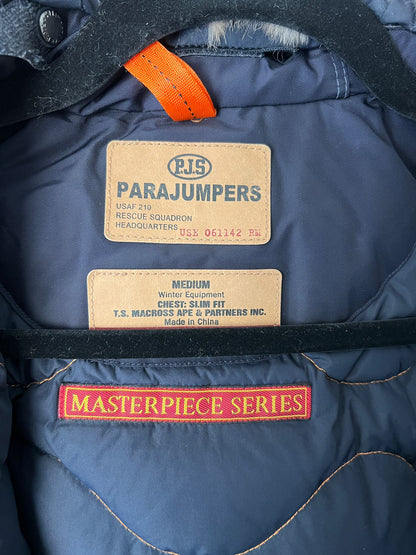 P.J.S
PARAJUMPERS
USAF 210
RESCUE SQUADRON
HEADQUARTERS USE 061142 RM
MEDIUM
Winter Equipment
CHEST: SLIM FIT
T.S. MACROSS APE & PARTNERS INC.
Made in China
MASTERPIECE SERIES